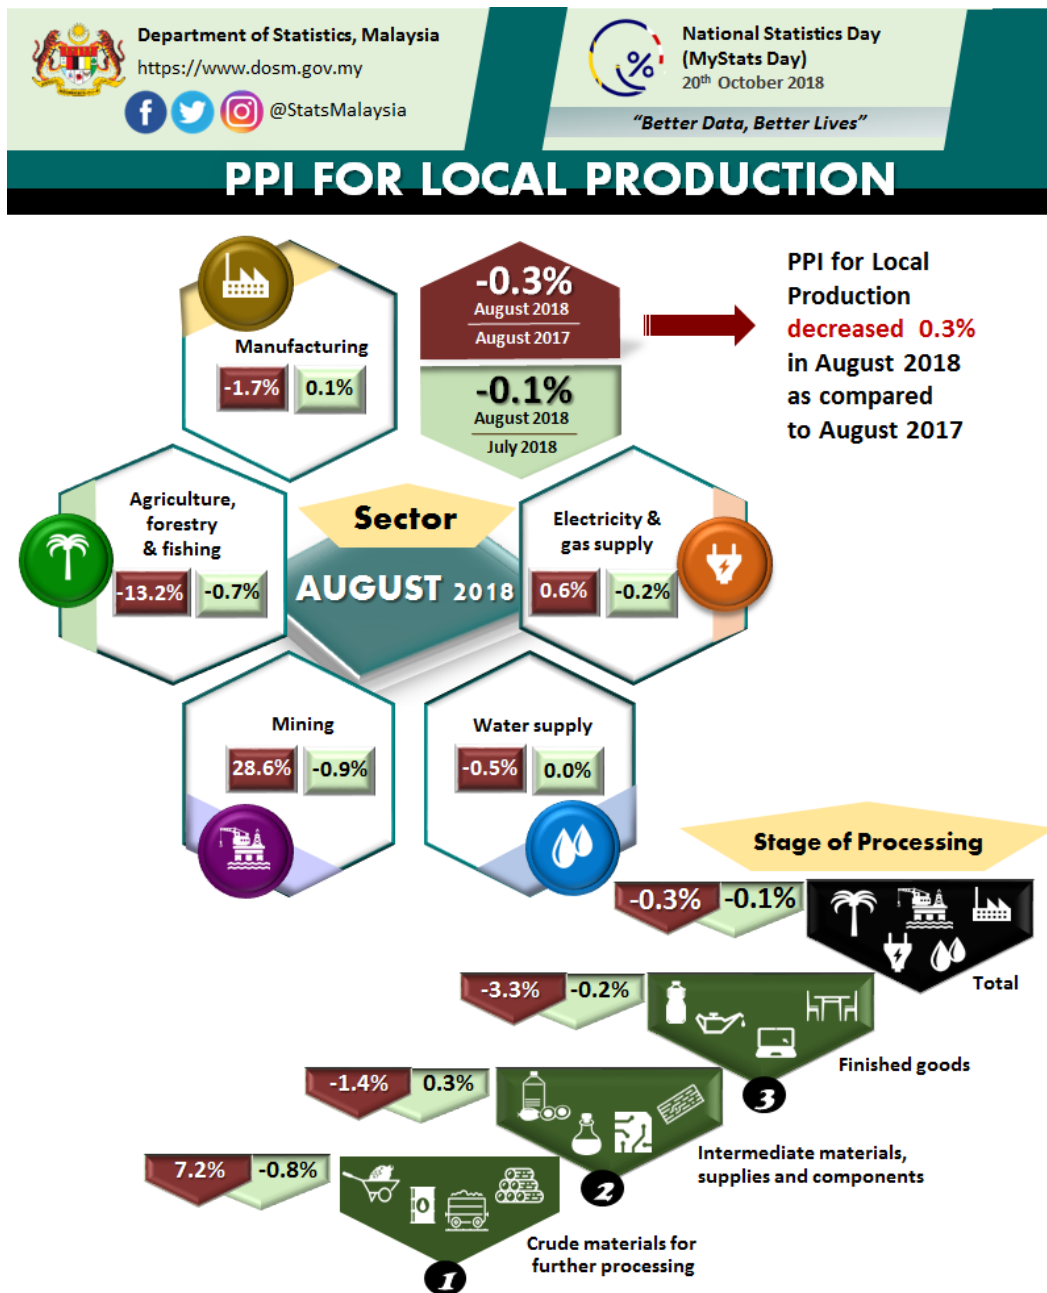 Department of Statistics, Malaysia
https://www.dosm.gov.my
@StatsMalaysia
National Statistics Day
(MyStats Day)
20th October 2018
“Better Data, Better Lives”
PPI FOR LOCAL PRODUCTION
Manufacturing
-1.7% 0.1%
-0.3%
August 2018
August 2017
-0.1%
August 2018
July 2018
PPI for Local
Production
decreased 0.3%
in August 2018
as compared
to August 2017
Agriculture,
forestry
& fishing
-13.2% -0.7%
Sector
AUGUST 2018
Electricity &
gas supply
0.6% -0.2%
Mining
28.6% -0.9%
Water supply
-0.5% 0.0%
Stage of Processing
-0.3% -0.1%
Total
-3.3% -0.2%
Finished goods
3
-1.4% 0.3%
Intermediate materials,
supplies and components
2
7.2% -0.8%
Crude materials for
further processing
1